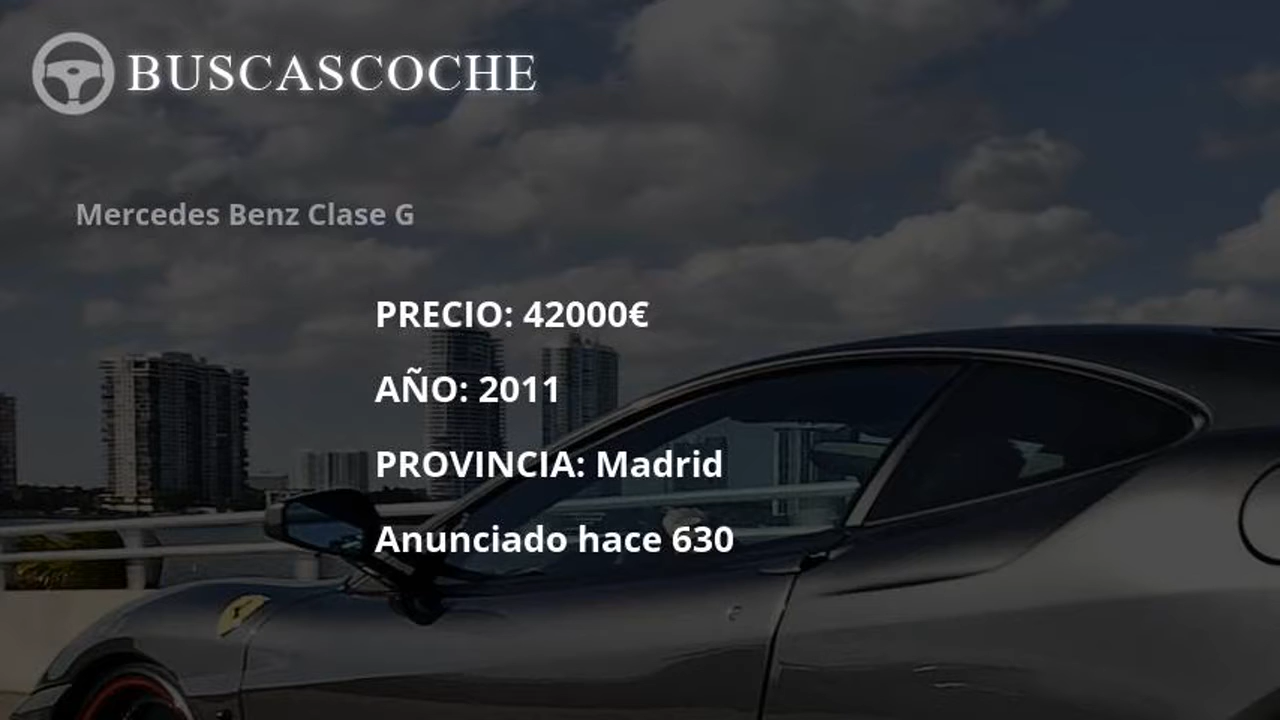 BUSCASCOCHE
Mercedes Benz Clase G
PRECIO: 42000€
AÑO: 2011
PROVINCIA: Madrid
Anunciado hace 630